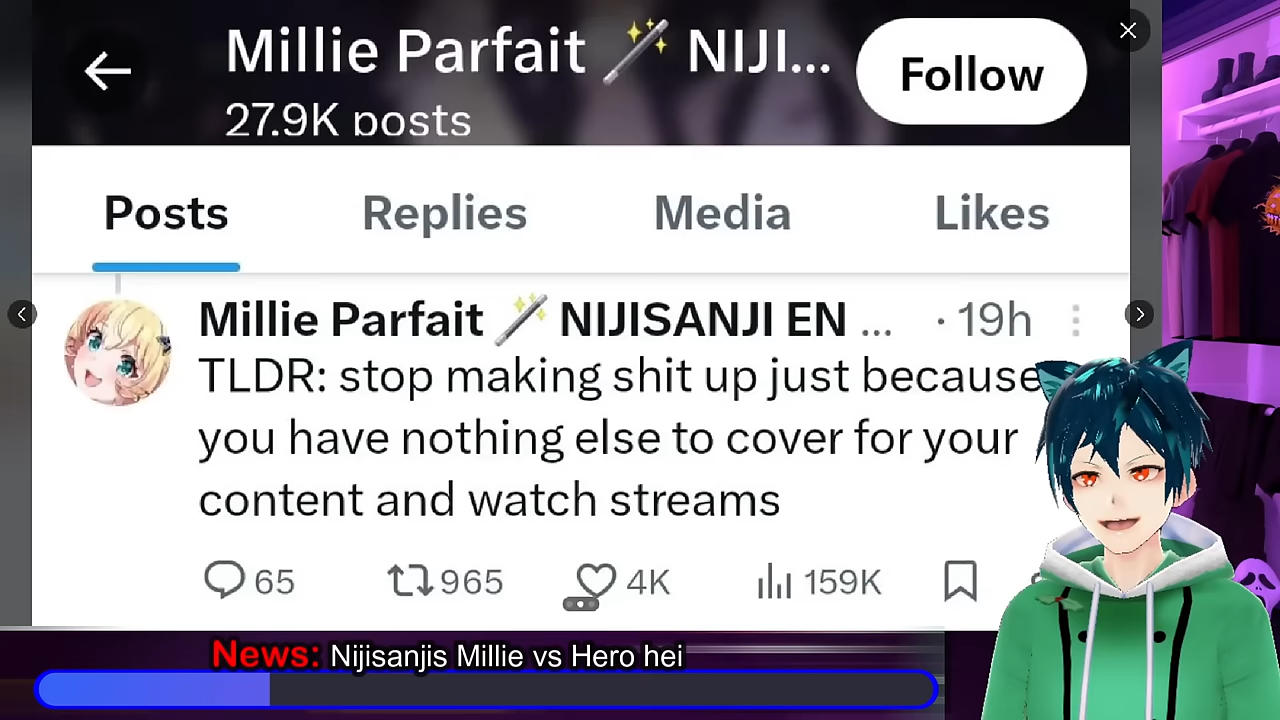 Millie Parfait 🪄 NIJI...
Follow
27.9K posts
Posts Replies Media Likes
Millie Parfait 🪄 NIJISANJI EN ... · 19h
TLDR: stop making shit up just because
you have nothing else to cover for your
content and watch streams
65 965 4K 159K
News: Nijisanjis Millie vs Hero hei